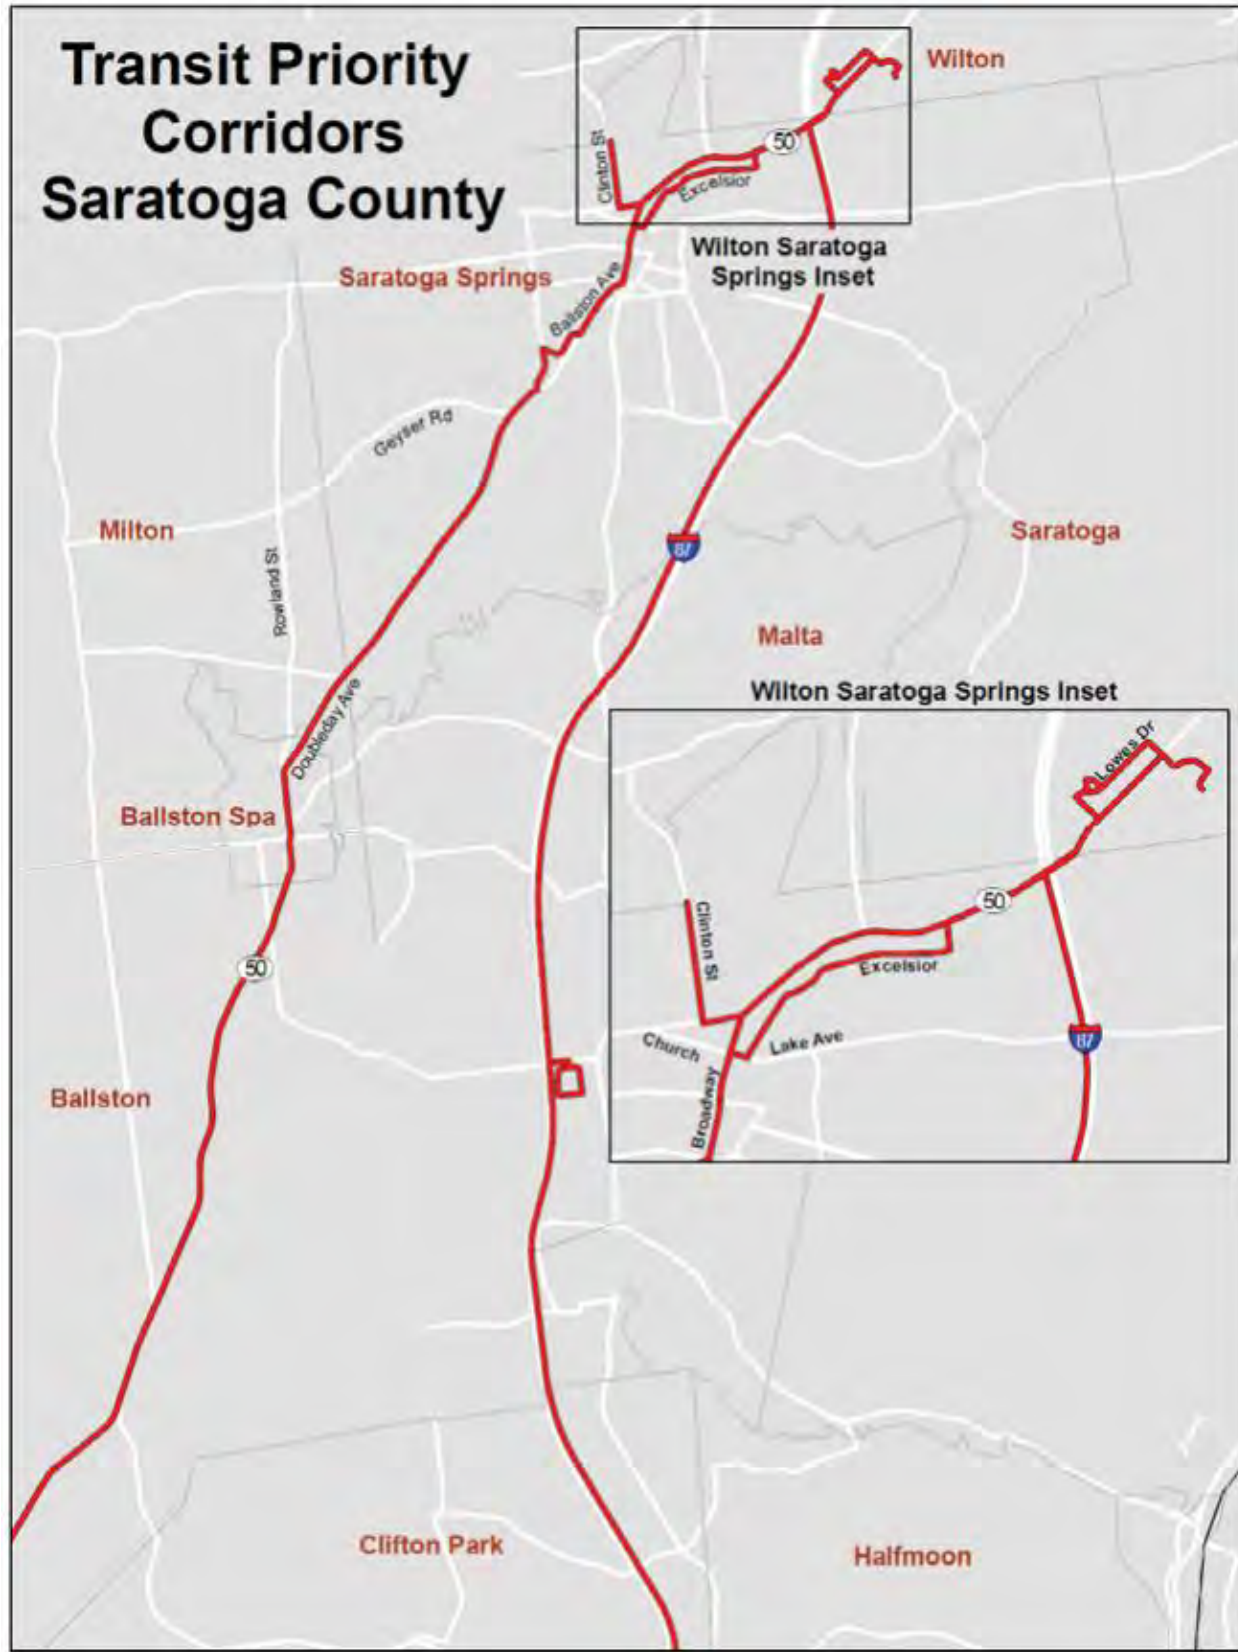 Transit Priority
Corridors
Saratoga County
Wilton
50
Clinton St
Excelsior
Wilton Saratoga
Springs Inset
Saratoga Springs
Ballston Ave
Geyser Rd
Milton
Saratoga
87
Rowland St
Malta
Doubleday Ave
Ballston Spa
50
Ballston
Clifton Park
Halfmoon
Wilton Saratoga Springs Inset
Lowes Dr
50
Clinton St
Excelsior
Church
Lake Ave
87
Broadway